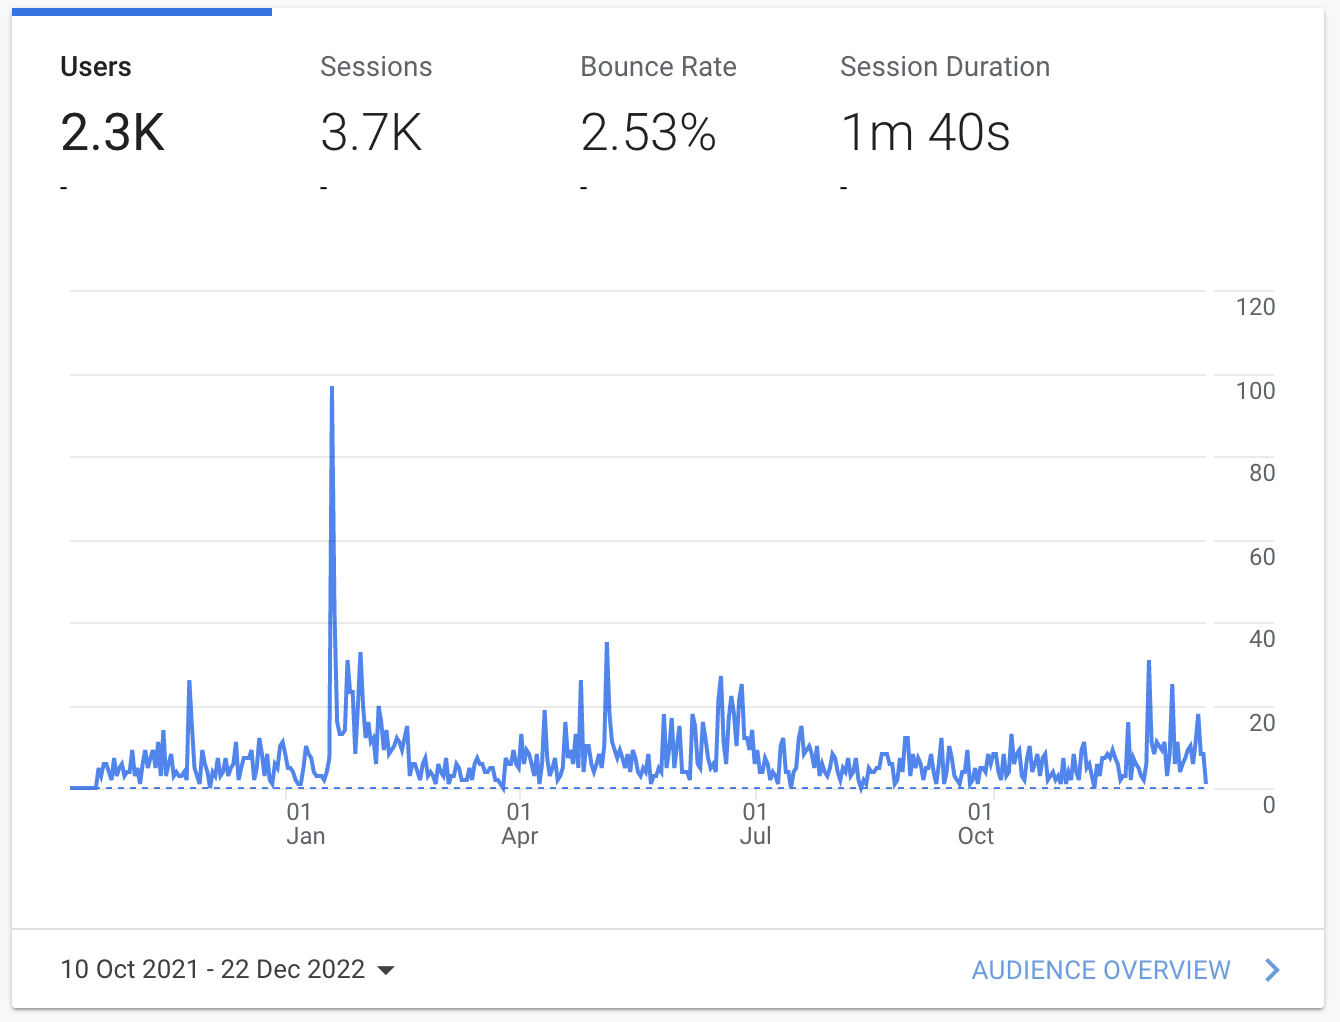 Users Sessions Bounce Rate Session Duration
2.3K 3.7K 2.53% 1m 40s
- - - -
120
100
80
60
40
20
0
01 01 01 01
Jan Apr Jul Oct
10 Oct 2021 - 22 Dec 2022 AUDIENCE OVERVIEW